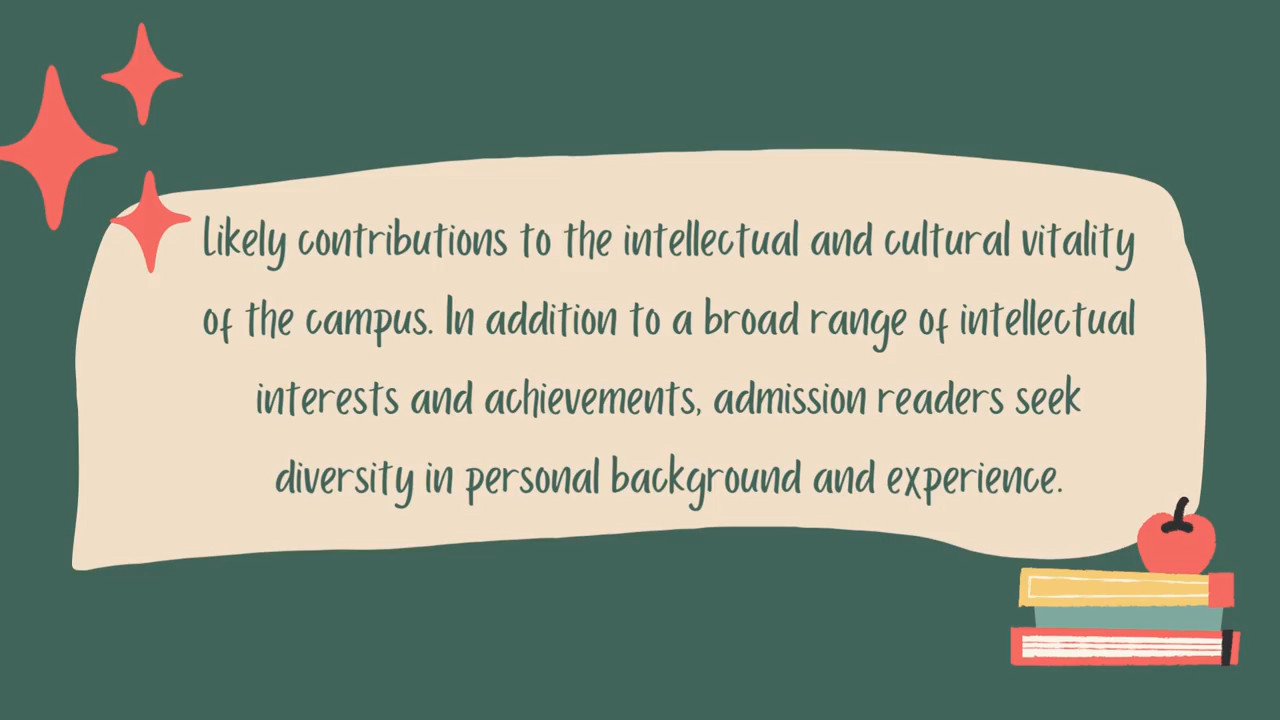 Likely contributions to the intellectual and cultural vitality
of the campus. In addition to a broad range of intellectual
interests and achievements, admission readers seek
diversity in personal background and experience.